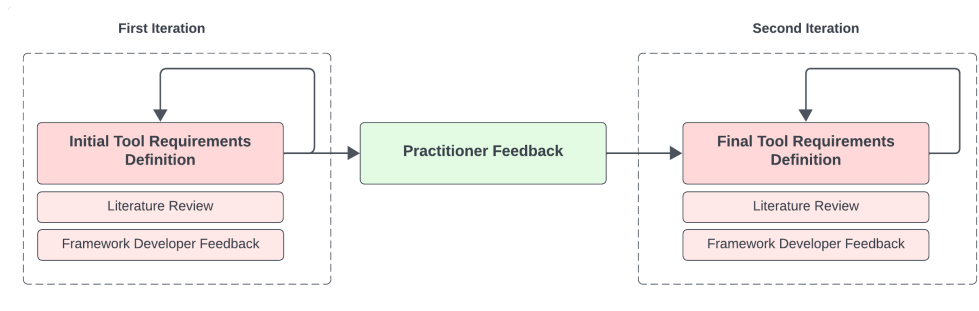 First Iteration
Second Iteration
Initial Tool Requirements
Definition
Practitioner Feedback
Final Tool Requirements
Definition
Literature Review
Literature Review
Framework Developer Feedback
Framework Developer Feedback